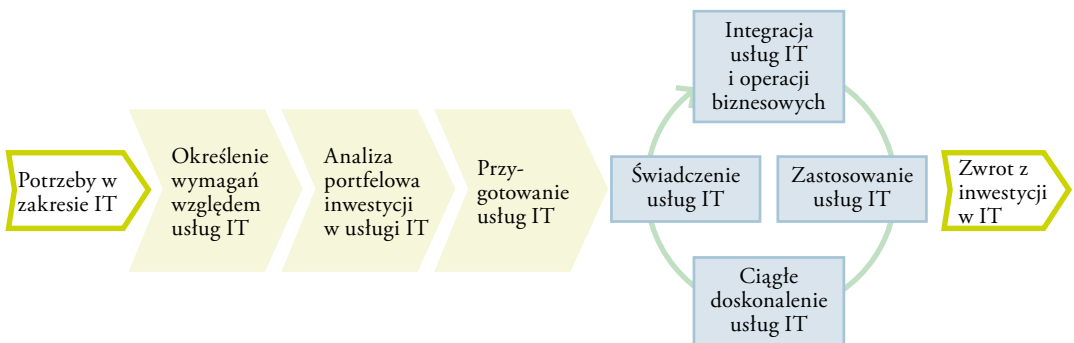 Potrzeby w
zakresie IT
Określenie
wymagań
względem
usług IT
Analiza
portfelowa
inwestycji
w usługi IT
Przy-
gotowanie
usług IT
Integracja
usług IT
i operacji
biznesowych
Świadczenie
usług IT
Zastosowanie
usług IT
Ciągłe
doskonalenie
usług IT
Zwrot z
inwestycji
w IT